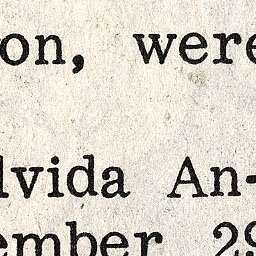 on, were
lvida An-
ember 29